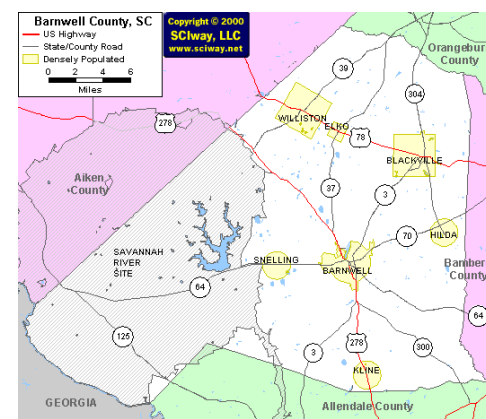 Barnwell County, SC
US Highway
State/County Road
Densely Populated
0 2 4 6
Miles
Copyright © 2000
SCIway, LLC
www.sciway.net
Orangebur
County
39
304
278
WILLISTON
ELKO
78
BLACKVILLE
Aiken
County
37
3
70
HILDA
SAVANNAH
RIVER
SITE
SNELLING
BARNWELL
Bamber
County
64
64
125
278
300
3
KLINE
GEORGIA
Allendale County